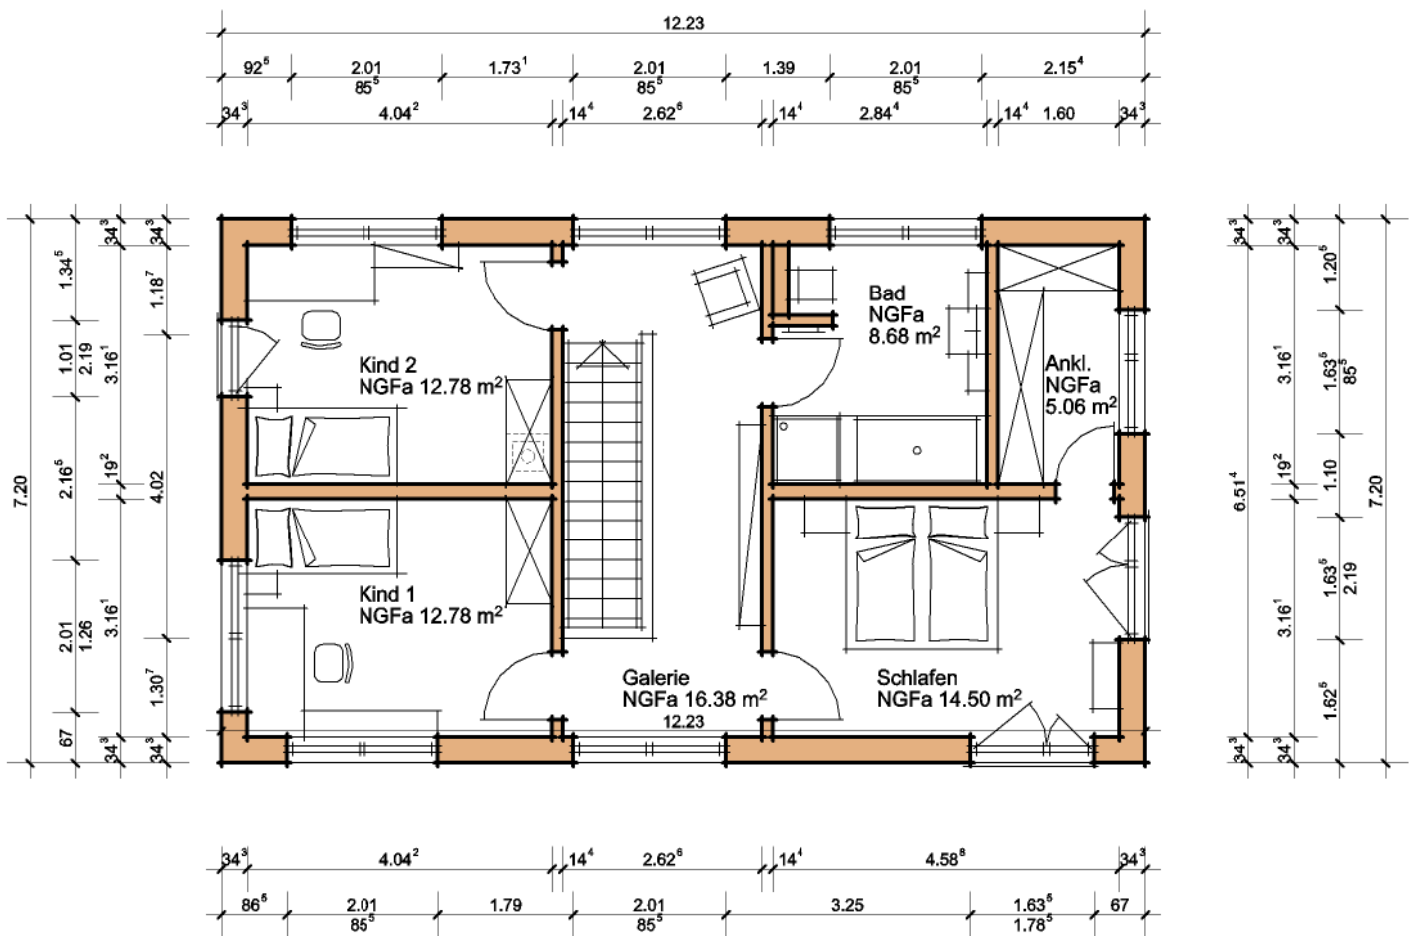 12.23
92⁵ 2.01 1.73¹ 2.01 1.39 2.01 2.15⁴
85⁵ 85⁵ 85⁵
34³ 4.04² 14⁴ 2.62⁶ 14⁴ 2.84⁴ 14⁴ 1.60 34³
7.20
1.34⁵ 1.01 2.16⁵ 2.01 67
2.19 1.26
34³ 3.16¹ 19² 3.16¹ 34³
34³ 1.18⁷ 4.02 1.30⁷ 34³
Kind 2
NGFa 12.78 m²
Bad
NGFa
8.68 m²
Ankl.
NGFa
5.06 m²
Kind 1
NGFa 12.78 m²
Galerie
NGFa 16.38 m²
12.23
Schlafen
NGFa 14.50 m²
34³ 6.51⁴ 34³
34³ 3.16¹ 19² 3.16¹ 34³
1.20⁵ 1.63⁵ 1.10 1.63⁵ 1.62⁵
85⁵ 2.19
7.20
34³ 4.04² 14⁴ 2.62⁶ 14⁴ 4.58⁸ 34³
86⁵ 2.01 1.79 2.01 3.25 1.63⁵ 67
85⁵ 85⁵ 1.78⁵